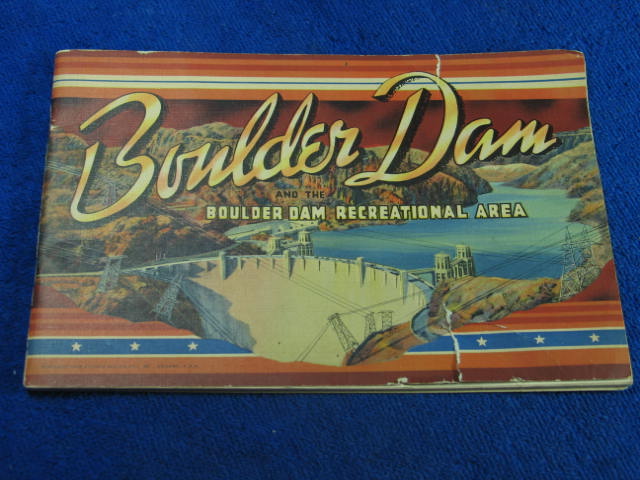 Boulder Dam
AND THE
BOULDER DAM RECREATIONAL AREA